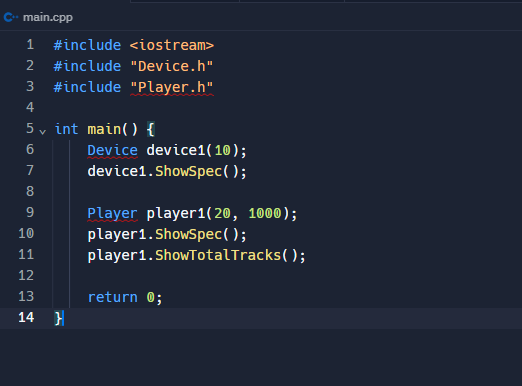 C++ main.cpp
1 #include <iostream>
2 #include "Device.h"
3 #include "Player.h"
4
5 int main() {
6 Device device1(10);
7 device1.ShowSpec();
8
9 Player player1(20, 1000);
10 player1.ShowSpec();
11 player1.ShowTotalTracks();
12
13 return 0;
14 }